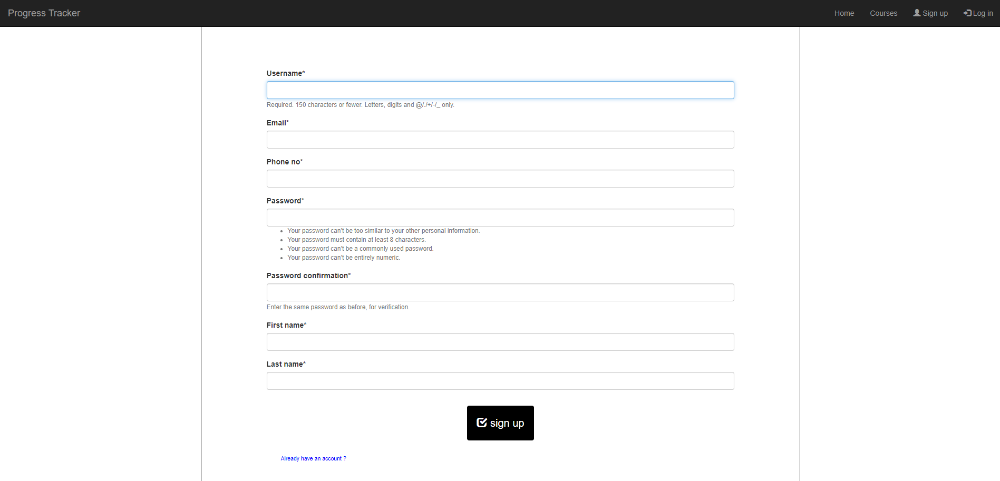 Progress Tracker
Home Courses Sign up Log in
Username*
Required. 150 characters or fewer. Letters, digits and @/./+/-/_ only.
Email*
Phone no*
Password*
Your password can’t be too similar to your other personal information.
Your password must contain at least 8 characters.
Your password can’t be a commonly used password.
Your password can’t be entirely numeric.
Password confirmation*
Enter the same password as before, for verification.
First name*
Last name*
sign up
Already have an account ?